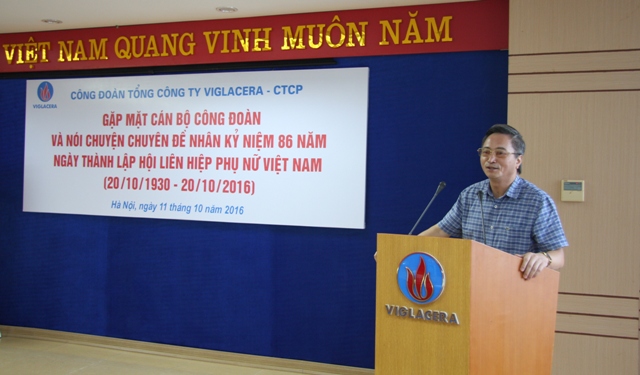 VIỆT NAM QUANG VINH MUÔN NĂM
VIGLACERA
CÔNG ĐOÀN TỔNG CÔNG TY VIGLACERA - CTCP
GẶP MẶT CÁN BỘ CÔNG ĐOÀN
VÀ NÓI CHUYỆN CHUYÊN ĐỀ NHÂN KỶ NIỆM 86 NĂM
NGÀY THÀNH LẬP HỘI LIÊN HIỆP PHỤ NỮ VIỆT NAM
(20/10/1930 - 20/10/2016)
Hà Nội, ngày 11 tháng 10 năm 2016
VIGLACERA